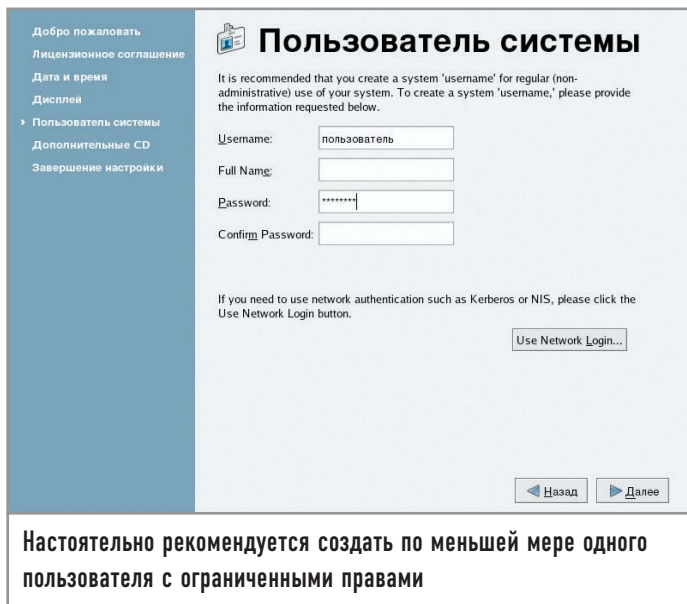 Добро пожаловать
Лицензионное соглашение
Дата и время
Дисплей
Пользователь системы
Дополнительные CD
Завершение настройки
Пользователь системы
It is recommended that you create a system 'username' for regular (non-
administrative) use of your system. To create a system 'username,' please provide
the information requested below.
Username: пользователь
Full Name:
Password: ********
Confirm Password:
If you need to use network authentication such as Kerberos or NIS, please click the
Use Network Login button.
Use Network Login...
Назад Далее
Настоятельно рекомендуется создать по меньшей мере одного
пользователя с ограниченными правами